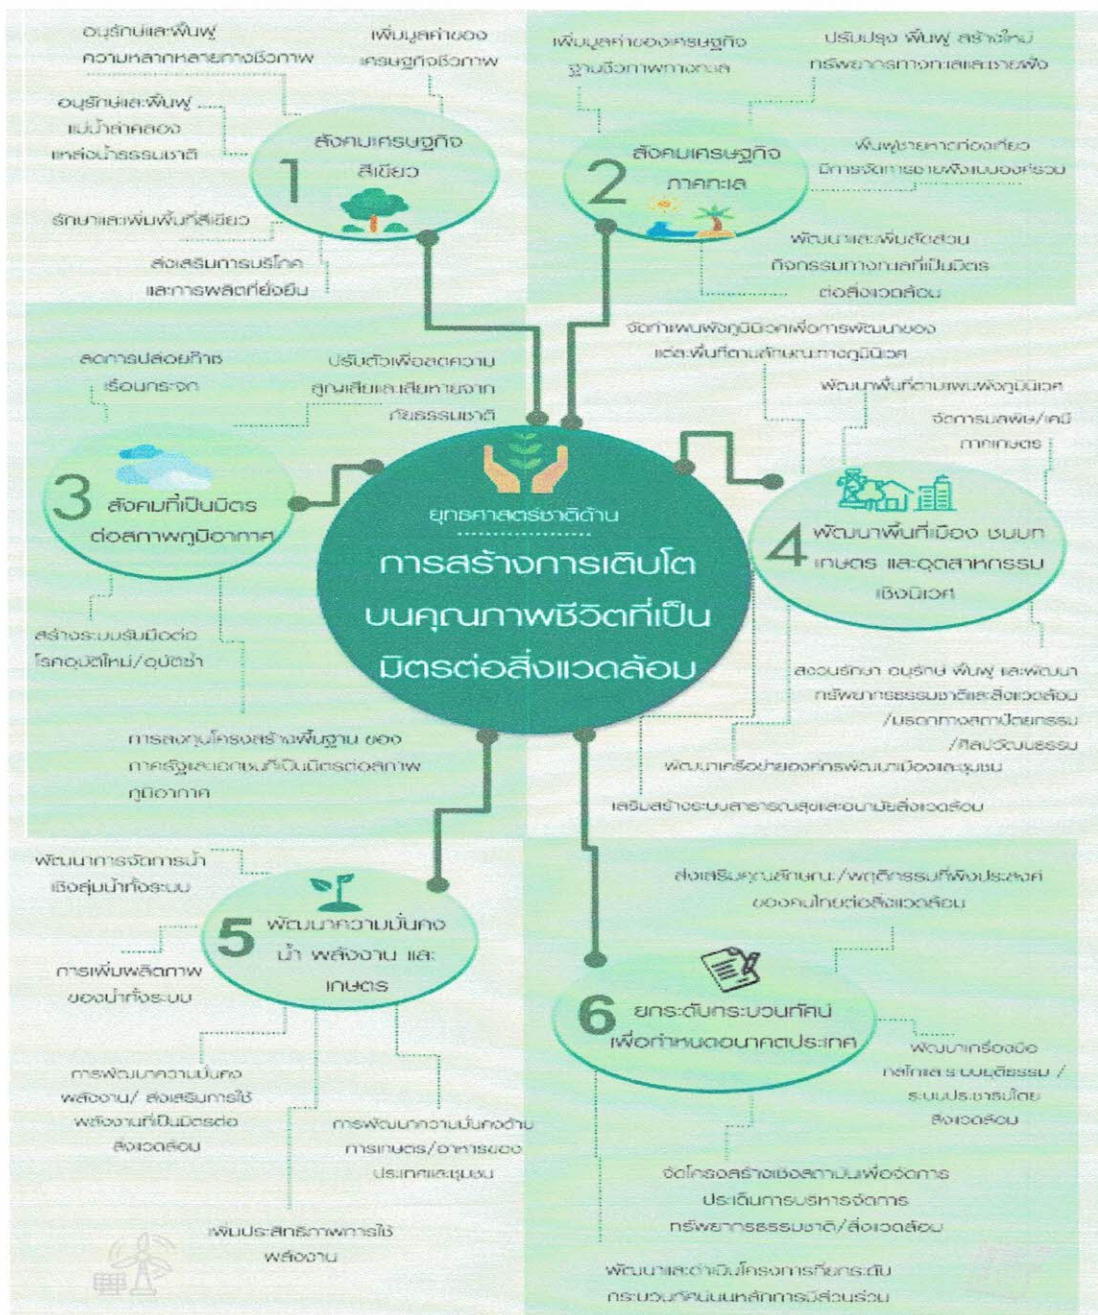 อนุรักษ์และฟื้นฟู
ความหลากหลายทางชีวภาพ
เพิ่มมูลค่าของ
เศรษฐกิจชีวภาพ
อนุรักษ์และฟื้นฟู
แม่น้ำลำคลอง
แหล่งน้ำธรรมชาติ
1
สังคมเศรษฐกิจ
สีเขียว
รักษาและเพิ่มพื้นที่สีเขียว
ส่งเสริมการบริโภค
และการผลิตที่ยั่งยืน
เพิ่มมูลค่าของเศรษฐกิจ
ฐานชีวภาพทางทะเล
ปรับปรุง ฟื้นฟู สร้างใหม่
ทรัพยากรทางทะเลและชายฝั่ง
2
สังคมเศรษฐกิจ
ภาคทะเล
ฟื้นฟูชายหาดท่องเที่ยว
มีการจัดการชายฝั่งแบบองค์รวม
พัฒนาและเพิ่มสัดส่วน
กิจกรรมทางทะเลที่เป็นมิตร
ต่อสิ่งแวดล้อม
ลดการปล่อยก๊าซ
เรือนกระจก
ปรับตัวเพื่อลดความ
สูญเสียและเสียหายจาก
ภัยธรรมชาติ
3
สังคมที่เป็นมิตร
ต่อสภาพภูมิอากาศ
สร้างระบบรับมือต่อ
โรคอุบัติใหม่/อุบัติซ้ำ
การลงทุนโครงสร้างพื้นฐาน ของ
ภาครัฐและเอกชนที่เป็นมิตรต่อสภาพ
ภูมิอากาศ
ยุทธศาสตร์ชาติด้าน
การสร้างการเติบโต
บนคุณภาพชีวิตที่เป็น
มิตรต่อสิ่งแวดล้อม
จัดทำแผนผังภูมินิเวศเพื่อการพัฒนาของ
แต่ละพื้นที่ตามลักษณะทางภูมินิเวศ
พัฒนาพื้นที่ตามแผนผังภูมินิเวศ
จัดการมลพิษ/เคมี
ภาคเกษตร
4
พัฒนาพื้นที่เมือง ชนบท
เกษตร และอุตสาหกรรม
เชิงนิเวศ
สงวนรักษา อนุรักษ์ ฟื้นฟู และพัฒนา
ทรัพยากรธรรมชาติและสิ่งแวดล้อม
/มรดกทางสถาปัตยกรรม
/ศิลปวัฒนธรรม
พัฒนาเครือข่ายองค์กรพัฒนาเมืองและชุมชน
เสริมสร้างระบบสาธารณสุขและอนามัยสิ่งแวดล้อม
พัฒนาการจัดการน้ำ
เชิงลุ่มน้ำทั้งระบบ
5
พัฒนาความมั่นคง
น้ำ พลังงาน และ
เกษตร
การเพิ่มผลิตภาพ
ของน้ำทั้งระบบ
การพัฒนาความมั่นคง
พลังงาน/ ส่งเสริมการใช้
พลังงานที่เป็นมิตรต่อ
สิ่งแวดล้อม
การพัฒนาความมั่นคงด้าน
การเกษตร/อาหารของ
ประเทศและชุมชน
เพิ่มประสิทธิภาพการใช้
พลังงาน
ส่งเสริมคุณลักษณะ/พฤติกรรมที่พึงประสงค์
ของคนไทยต่อสิ่งแวดล้อม
6
ยกระดับกระบวนทัศน์
เพื่อกำหนดอนาคตประเทศ
พัฒนาเครื่องมือ
กลไกและระบบยุติธรรม /
ระบบประชาธิปไตย
สิ่งแวดล้อม
จัดโครงสร้างเชิงสถาบันเพื่อจัดการ
ประเด็นการบริหารจัดการ
ทรัพยากรธรรมชาติ/สิ่งแวดล้อม
พัฒนาและดำเนินโครงการที่ยกระดับ
กระบวนทัศน์บนหลักการมีส่วนร่วม